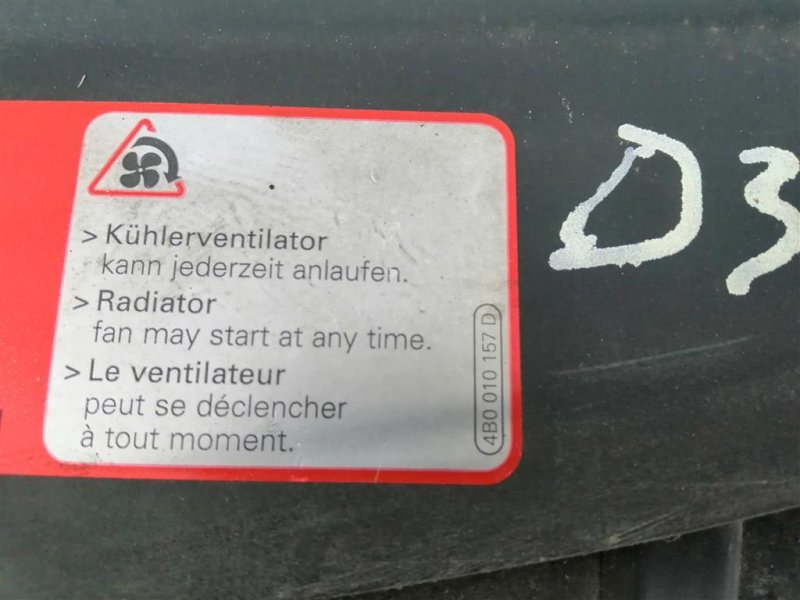 > Kühlerventilator
kann jederzeit anlaufen.
> Radiator
fan may start at any time.
> Le ventilateur
peut se déclencher
à tout moment.
4B0 010 157 D
D3